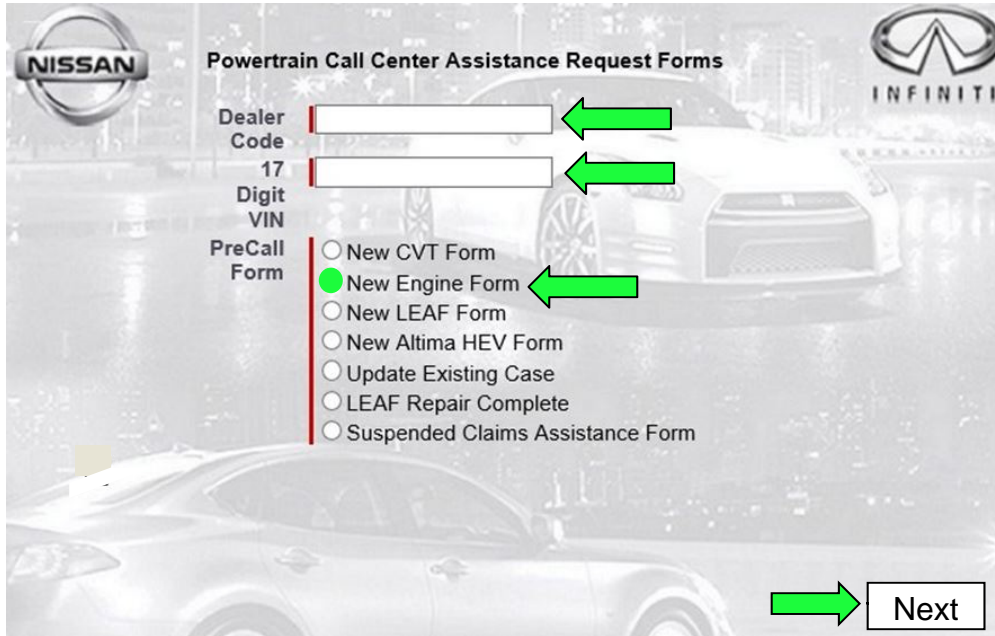 NISSAN
INFINITI
Powertrain Call Center Assistance Request Forms
Dealer
Code
17
Digit
VIN
PreCall
Form
New CVT Form
New Engine Form
New LEAF Form
New Altima HEV Form
Update Existing Case
LEAF Repair Complete
Suspended Claims Assistance Form
Next